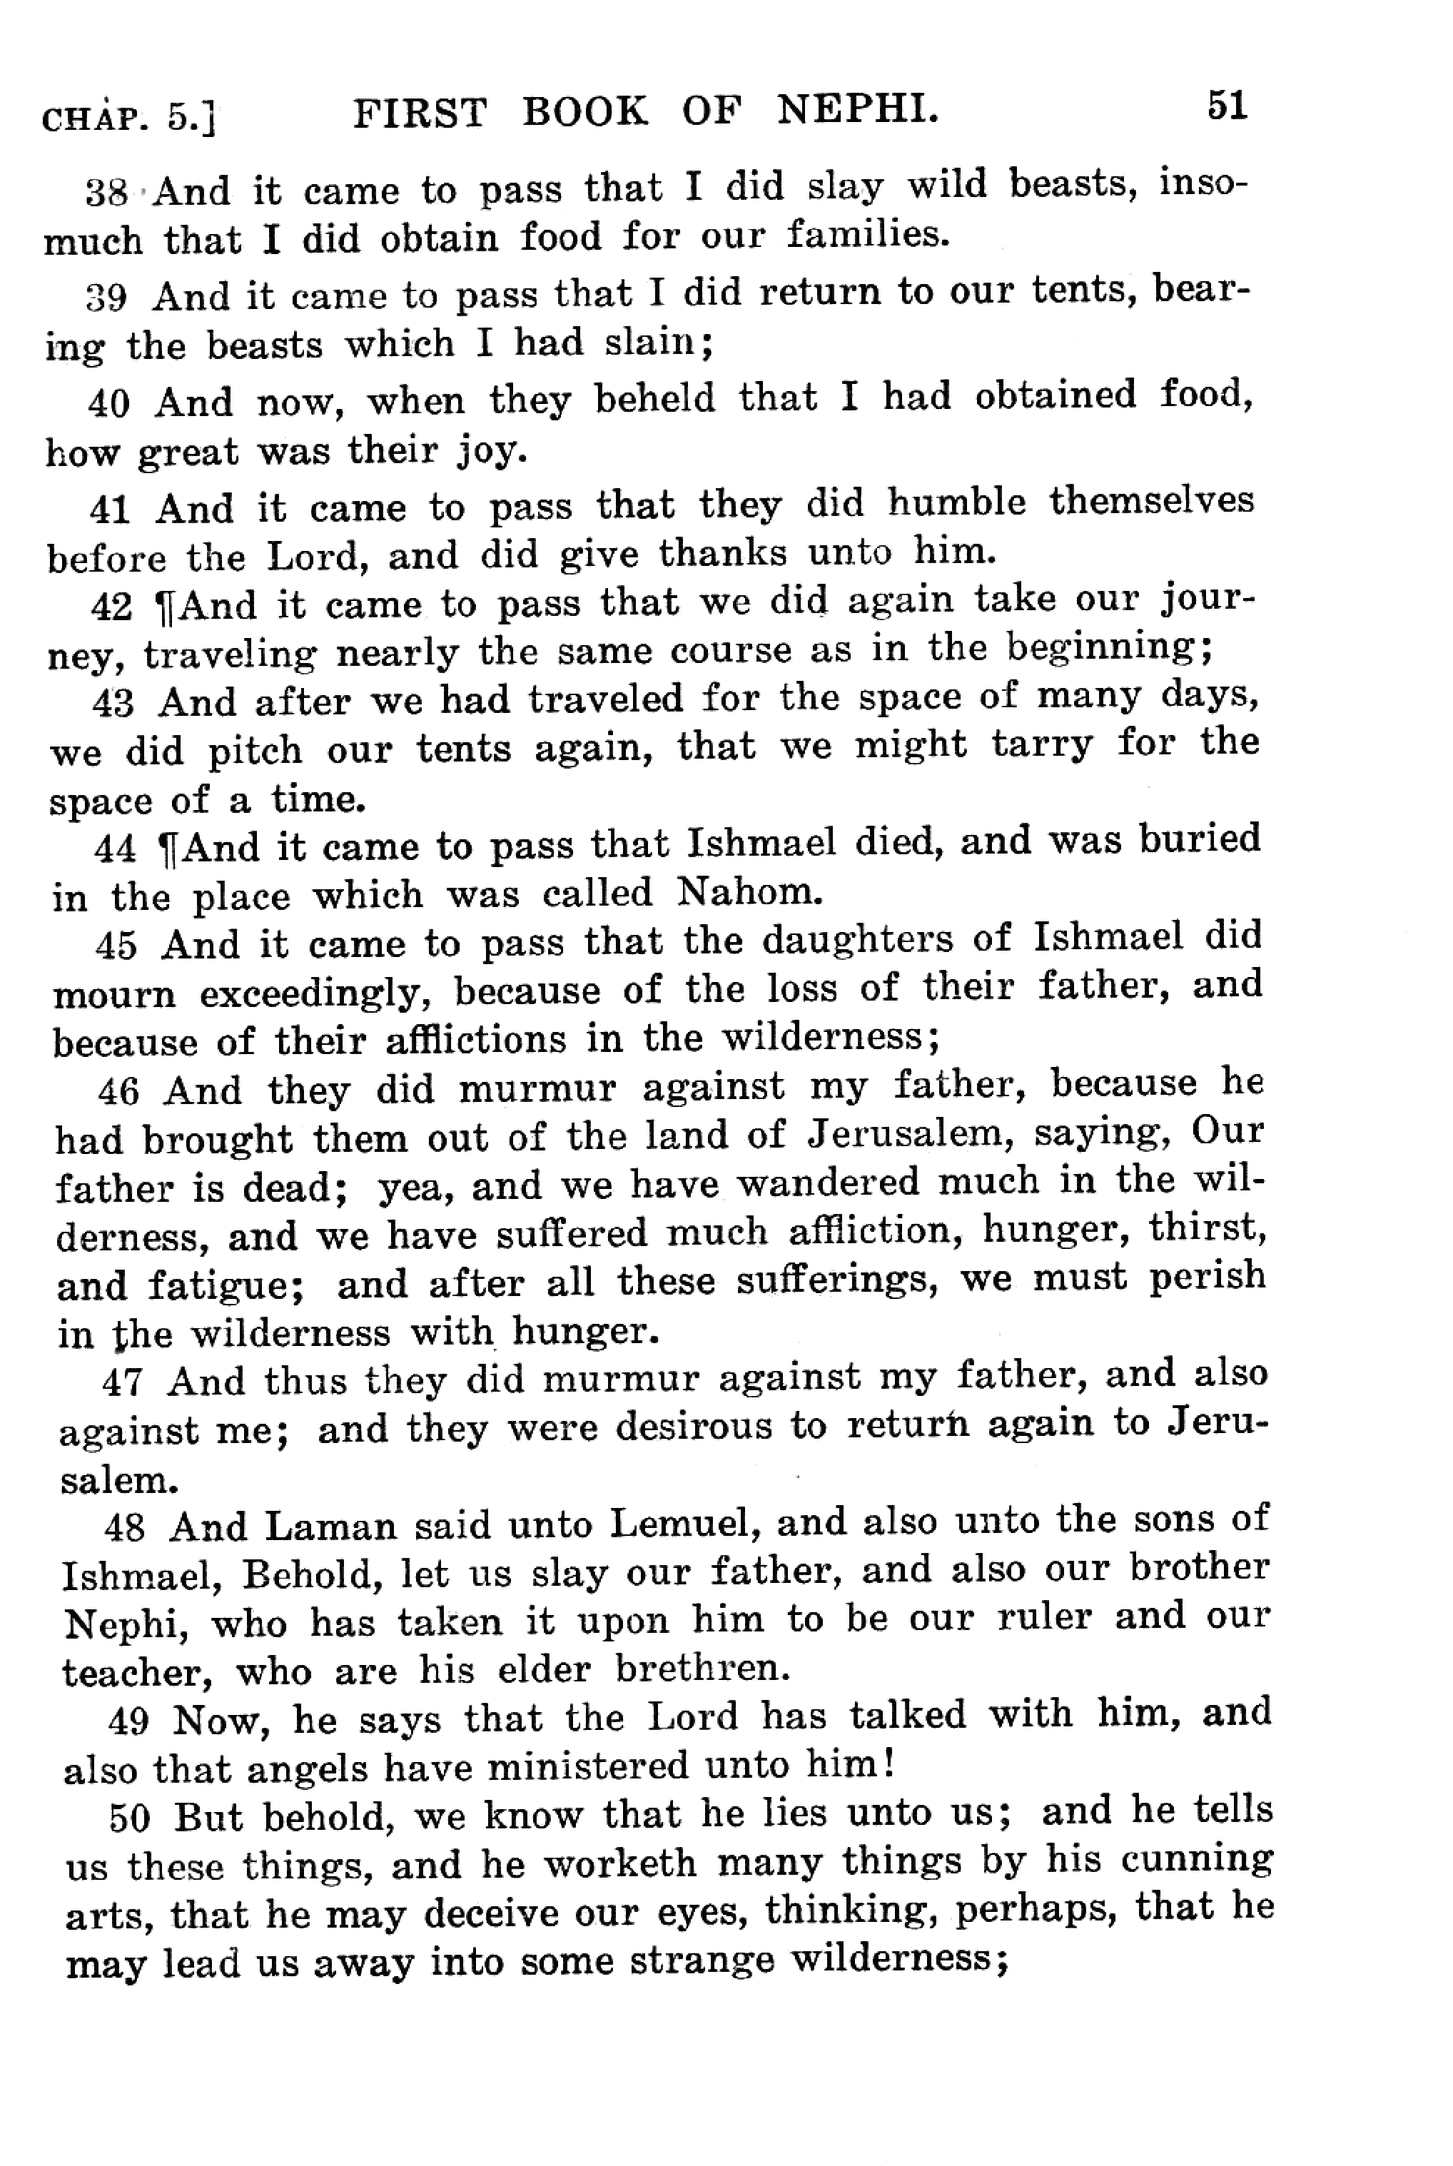 CHAP. 5.] FIRST BOOK OF NEPHI. 51
38 And it came to pass that I did slay wild beasts, inso-
much that I did obtain food for our families.
39 And it came to pass that I did return to our tents, bear-
ing the beasts which I had slain;
40 And now, when they beheld that I had obtained food,
how great was their joy.
41 And it came to pass that they did humble themselves
before the Lord, and did give thanks unto him.
42 ¶And it came to pass that we did again take our jour-
ney, traveling nearly the same course as in the beginning;
43 And after we had traveled for the space of many days,
we did pitch our tents again, that we might tarry for the
space of a time.
44 ¶And it came to pass that Ishmael died, and was buried
in the place which was called Nahom.
45 And it came to pass that the daughters of Ishmael did
mourn exceedingly, because of the loss of their father, and
because of their afflictions in the wilderness;
46 And they did murmur against my father, because he
had brought them out of the land of Jerusalem, saying, Our
father is dead; yea, and we have wandered much in the wil-
derness, and we have suffered much affliction, hunger, thirst,
and fatigue; and after all these sufferings, we must perish
in the wilderness with hunger.
47 And thus they did murmur against my father, and also
against me; and they were desirous to return again to Jeru-
salem.
48 And Laman said unto Lemuel, and also unto the sons of
Ishmael, Behold, let us slay our father, and also our brother
Nephi, who has taken it upon him to be our ruler and our
teacher, who are his elder brethren.
49 Now, he says that the Lord has talked with him, and
also that angels have ministered unto him!
50 But behold, we know that he lies unto us; and he tells
us these things, and he worketh many things by his cunning
arts, that he may deceive our eyes, thinking, perhaps, that he
may lead us away into some strange wilderness;